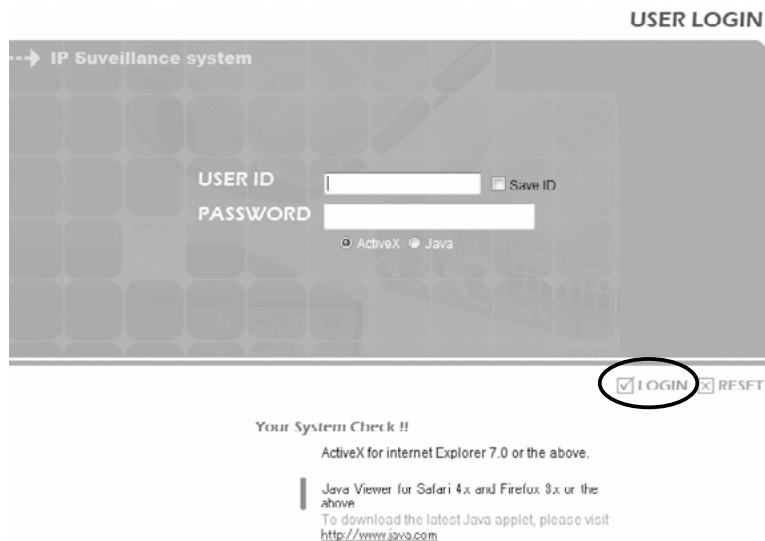 USER LOGIN
IP Suveillance system
USER ID
Save ID
PASSWORD
ActiveX Java
LOGIN RESET
Your System Check !!
ActiveX for internet Explorer 7.0 or the above.
Java Viewer for Safari 4.x and Firefox 3.x or the
above
To download the latest Java applet, please visit
http://www.java.com